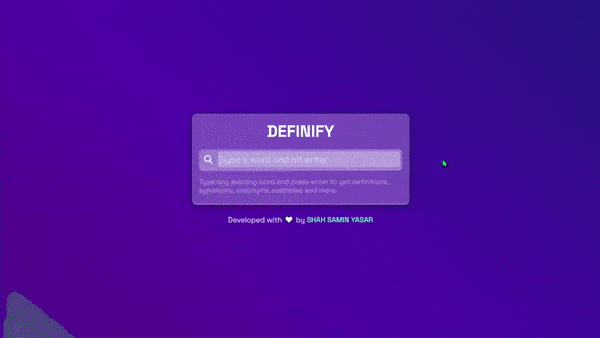 DEFINIFY
Type a word and hit enter
Type any existing word and press enter to get definitions,
synonyms, antonyms, examples and more.
Developed with ❤ by SHAH SAMIN YASAR